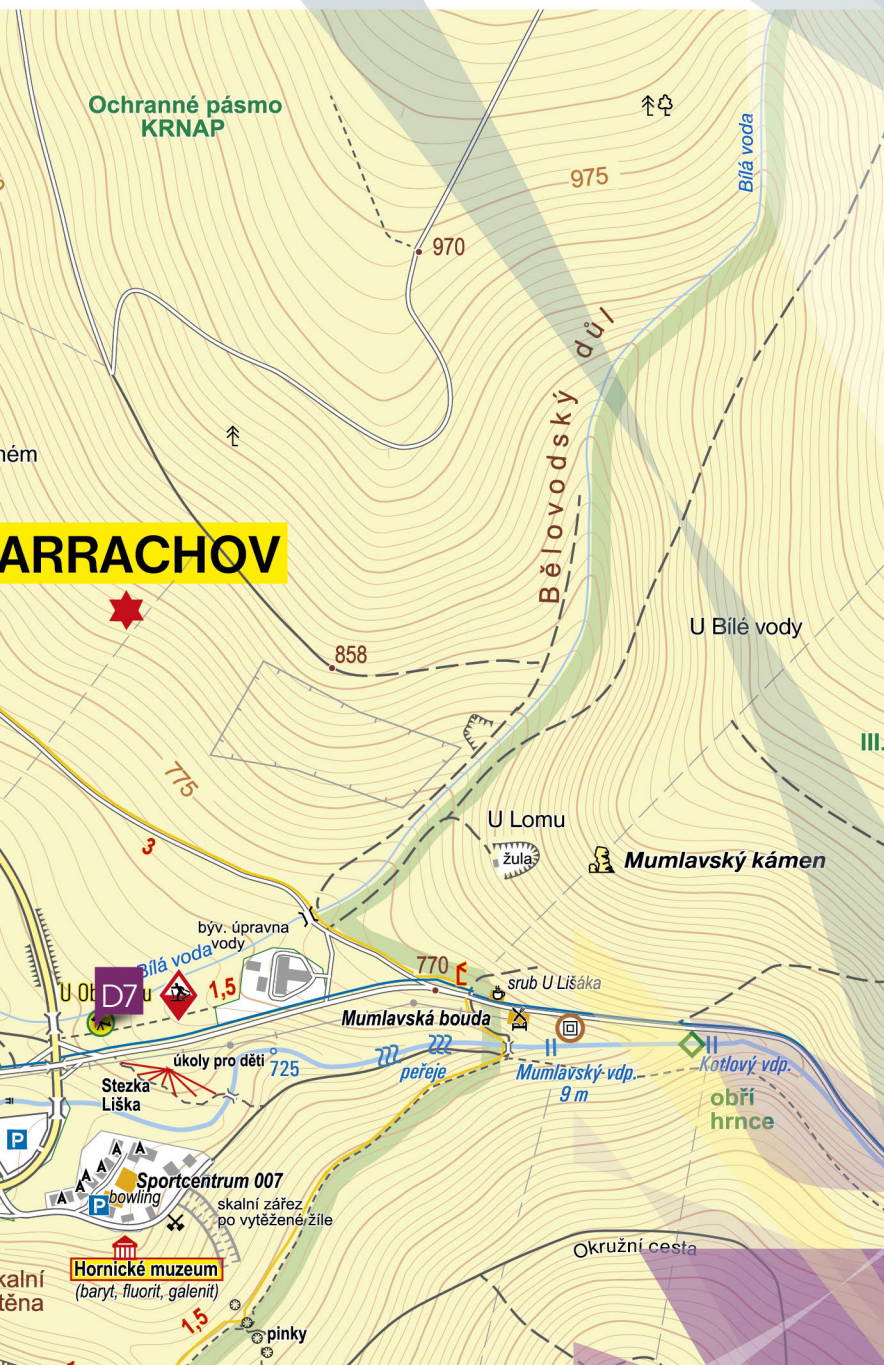 Ochranné pásmo
KRNAP
Bílá voda
975
970
Bělovodský důl
ARRACHOV
858
U Bílé vody
775
III.
U Lomu
žula
Mumlavský kámen
3
býv. úpravna
vody
Bílá voda
770
1,5
srub U Lišáka
D7
Mumlavská bouda
úkoly pro děti
725
peřeje
Mumlavský vdp.
9 m
Kotlový vdp.
Stezka
Liška
obří
hrnce
P
Sportcentrum 007
bowling
P
skalní zářez
po vytěžené žíle
Okružní cesta
Hornické muzeum
(baryt, fluorit, galenit)
1,5
pinky